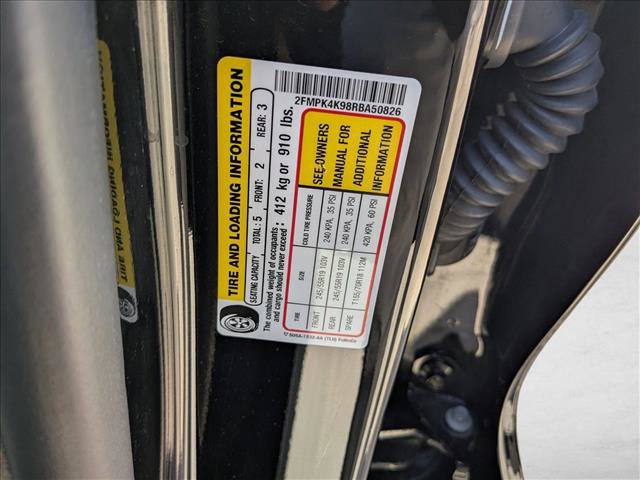 TIRE AND LOADING INFORMATION
SEATING CAPACITY TOTAL: 5 FRONT: 2 REAR: 3
The combined weight of occupants
and cargo should never exceed: 412 kg or 910 lbs.
TIRE SIZE COLD TIRE PRESSURE
FRONT 245/55R19 103V 240 KPA, 35 PSI
REAR 245/55R19 103V 240 KPA, 35 PSI
SPARE T155/70R18 112M 420 KPA, 60 PSI
SEE OWNERS
MANUAL FOR
ADDITIONAL
INFORMATION
2FMPK4K98RBA50826